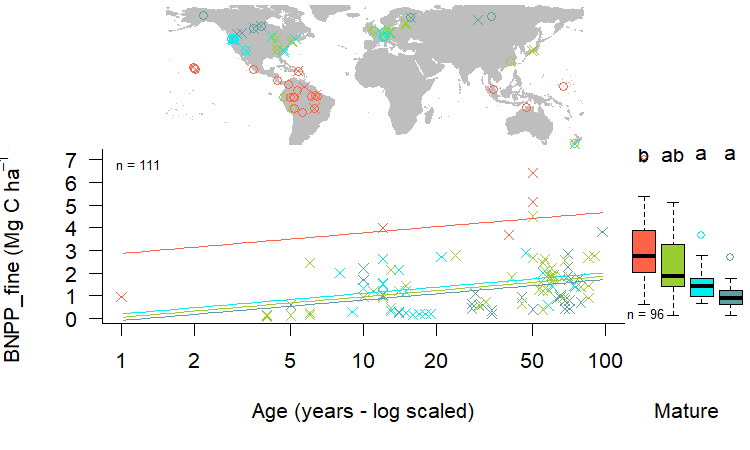 BNPP_fine (Mg C ha⁻¹
7
6
5
4
3
2
1
0
n = 111
1
2
5
10
20
50
100
Age (years - log scaled)
b ab a a
n = 96
Mature